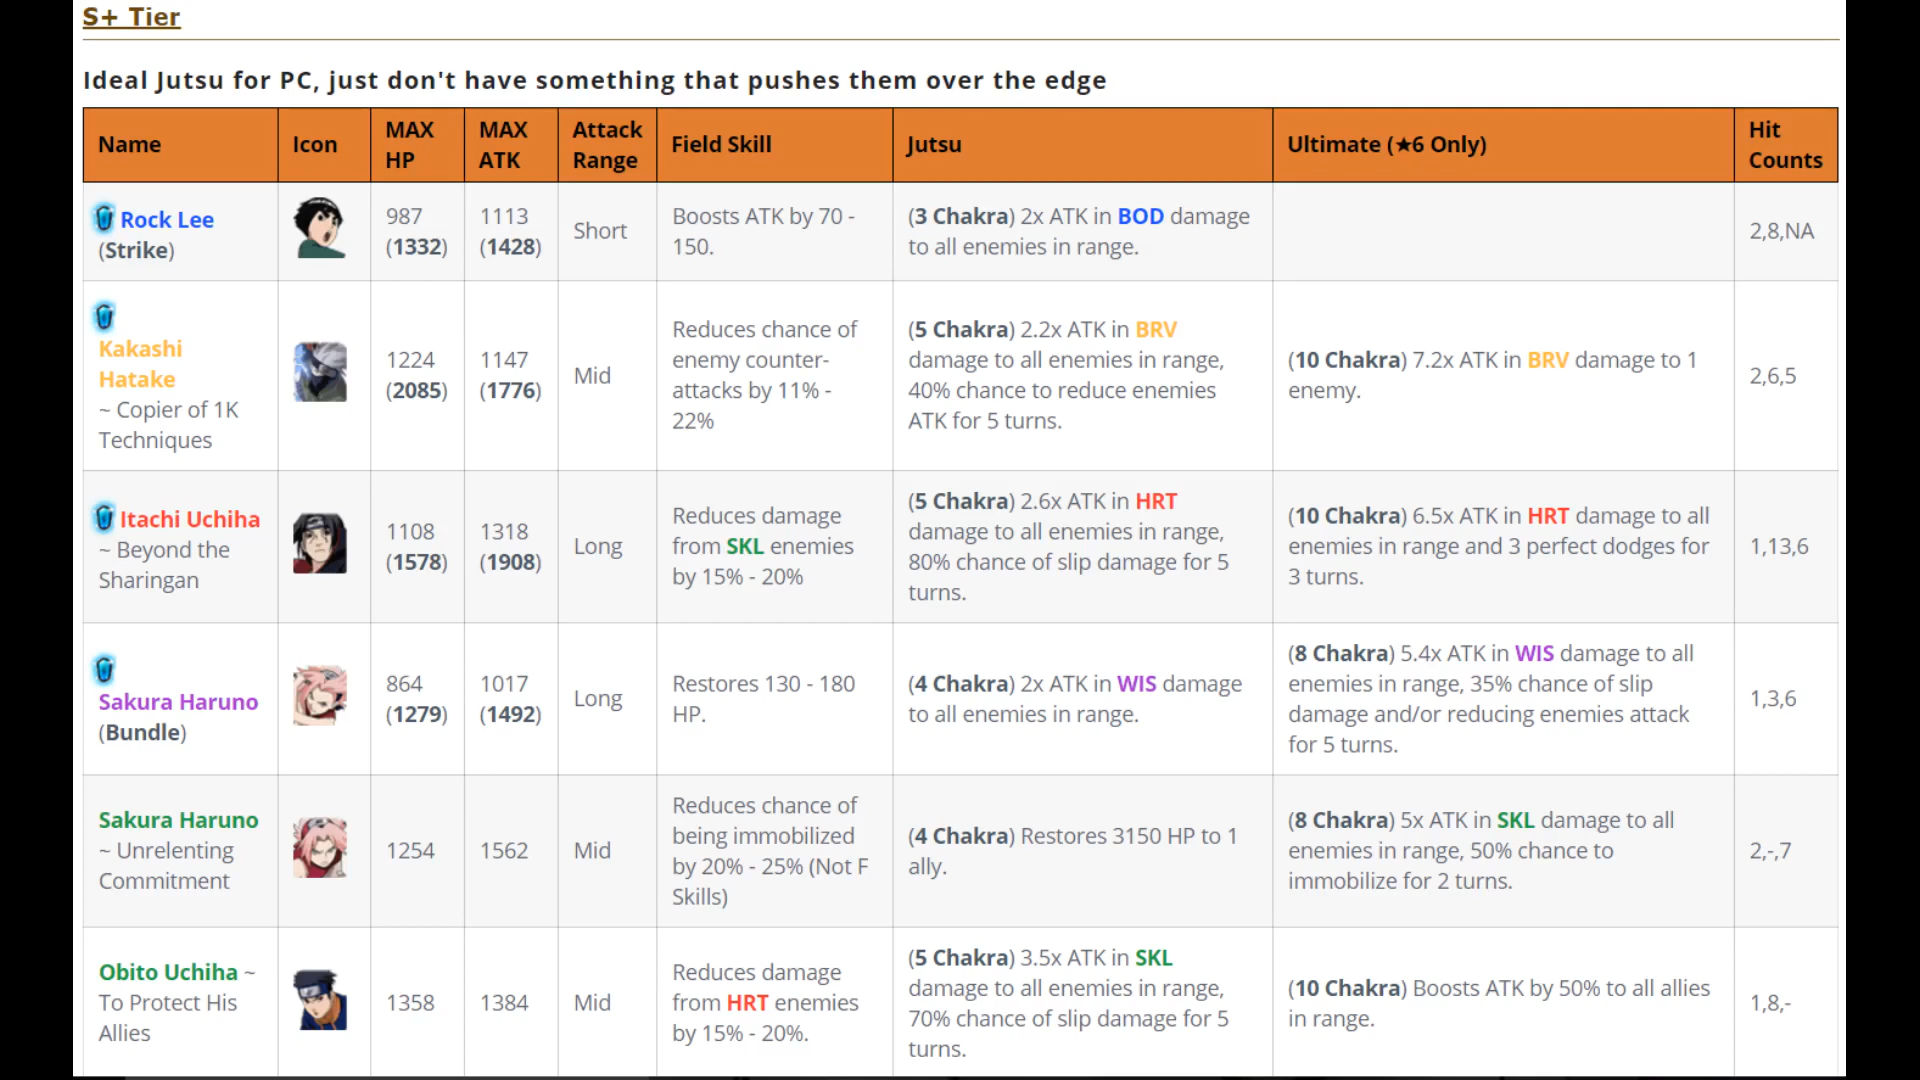 S+ Tier
Ideal Jutsu for PC, just don't have something that pushes them over the edge
Name
Icon
MAX
HP
MAX
ATK
Attack
Range
Field Skill
Jutsu
Ultimate (★6 Only)
Hit
Counts
Rock Lee
(Strike)
987
(1332)
1113
(1428)
Short
Boosts ATK by 70 -
150.
(3 Chakra) 2x ATK in BOD damage
to all enemies in range.
2,8,NA
Kakashi
Hatake
~ Copier of 1K
Techniques
1224
(2085)
1147
(1776)
Mid
Reduces chance of
enemy counter-
attacks by 11% -
22%
(5 Chakra) 2.2x ATK in BRV
damage to all enemies in range,
40% chance to reduce enemies
ATK for 5 turns.
(10 Chakra) 7.2x ATK in BRV damage to 1
enemy.
2,6,5
Itachi Uchiha
~ Beyond the
Sharingan
1108
(1578)
1318
(1908)
Long
Reduces damage
from SKL enemies
by 15% - 20%
(5 Chakra) 2.6x ATK in HRT
damage to all enemies in range,
80% chance of slip damage for 5
turns.
(10 Chakra) 6.5x ATK in HRT damage to all
enemies in range and 3 perfect dodges for
3 turns.
1,13,6
Sakura Haruno
(Bundle)
864
(1279)
1017
(1492)
Long
Restores 130 - 180
HP.
(4 Chakra) 2x ATK in WIS damage
to all enemies in range.
(8 Chakra) 5.4x ATK in WIS damage to all
enemies in range, 35% chance of slip
damage and/or reducing enemies attack
for 5 turns.
1,3,6
Sakura Haruno
~ Unrelenting
Commitment
1254
1562
Mid
Reduces chance of
being immobilized
by 20% - 25% (Not F
Skills)
(4 Chakra) Restores 3150 HP to 1
ally.
(8 Chakra) 5x ATK in SKL damage to all
enemies in range, 50% chance to
immobilize for 2 turns.
2,-,7
Obito Uchiha ~
To Protect His
Allies
1358
1384
Mid
Reduces damage
from HRT enemies
by 15% - 20%.
(5 Chakra) 3.5x ATK in SKL
damage to all enemies in range,
70% chance of slip damage for 5
turns.
(10 Chakra) Boosts ATK by 50% to all allies
in range.
1,8,-